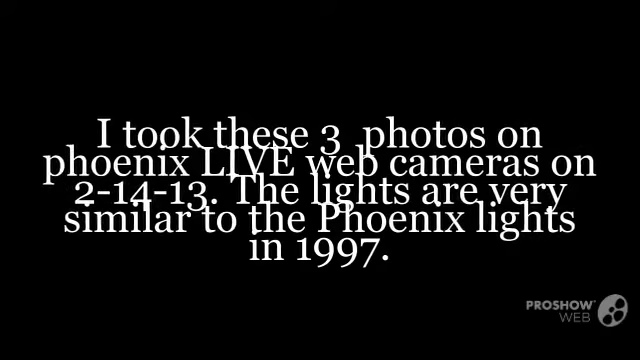 I took these 3 photos on
phoenix LIVE web cameras on
2-14-13. The lights are very
similar to the Phoenix lights
in 1997.
PROSHOW
WEB